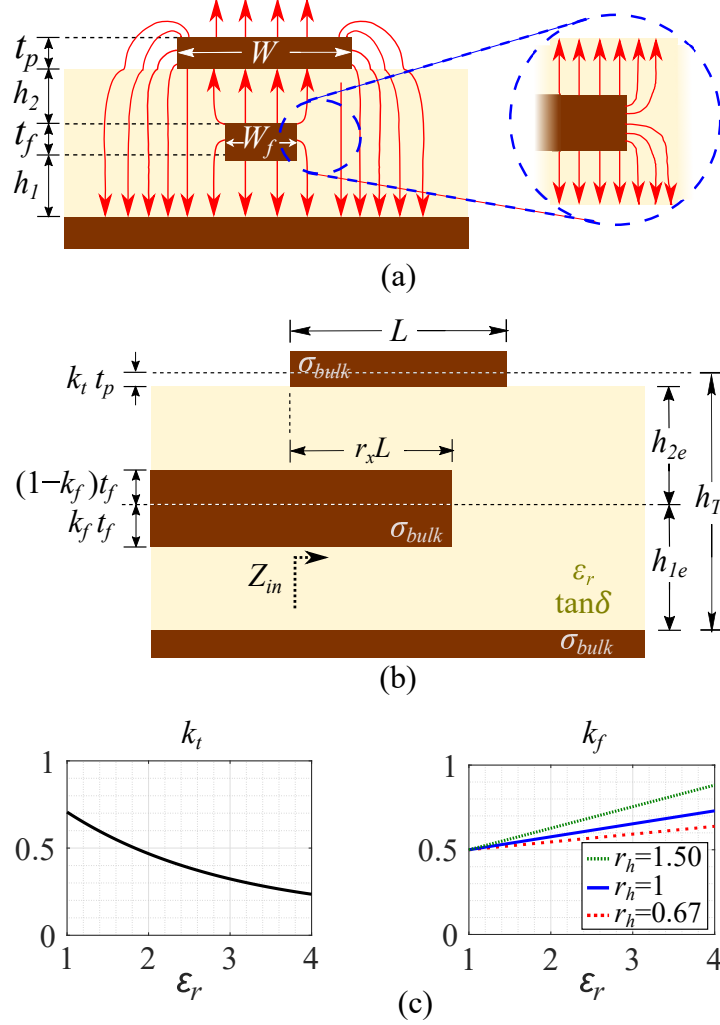 t_p
W
h_2
t_f
W_f
h_1
(a)
L
σ_bulk
k_t t_p
r_xL
h_2e
(1−k_f)t_f
h_T
k_f t_f
σ_bulk
h_1e
Z_in
ε_r
tanδ
σ_bulk
(b)
k_t
k_f
1
0.5
0
1 2 3 4
ε_r
1
0.5
0
r_h=1.50
r_h=1
r_h=0.67
1 2 3 4
ε_r
(c)